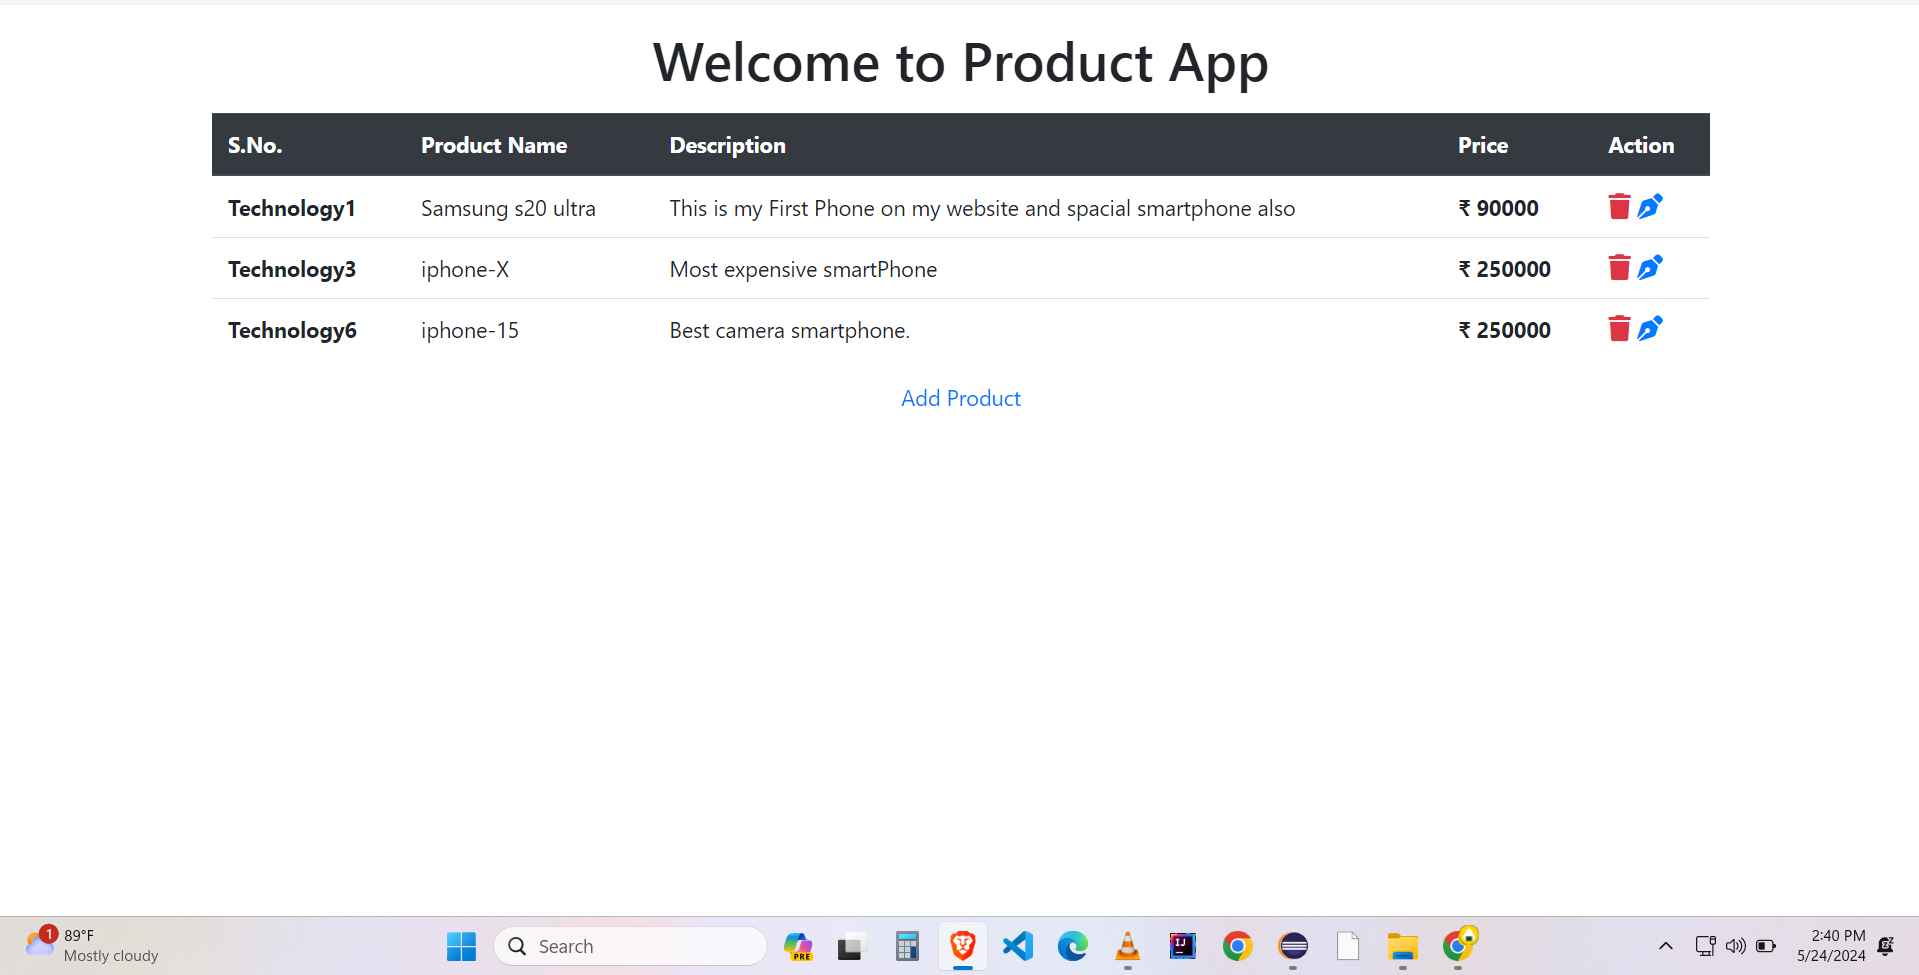 Welcome to Product App
S.No. Product Name Description Price Action
Technology1 Samsung s20 ultra This is my First Phone on my website and spacial smartphone also ₹ 90000
Technology3 iphone-X Most expensive smartPhone ₹ 250000
Technology6 iphone-15 Best camera smartphone. ₹ 250000
Add Product
1
89°F
Mostly cloudy
Search
PRE
IJ
2:40 PM
5/24/2024